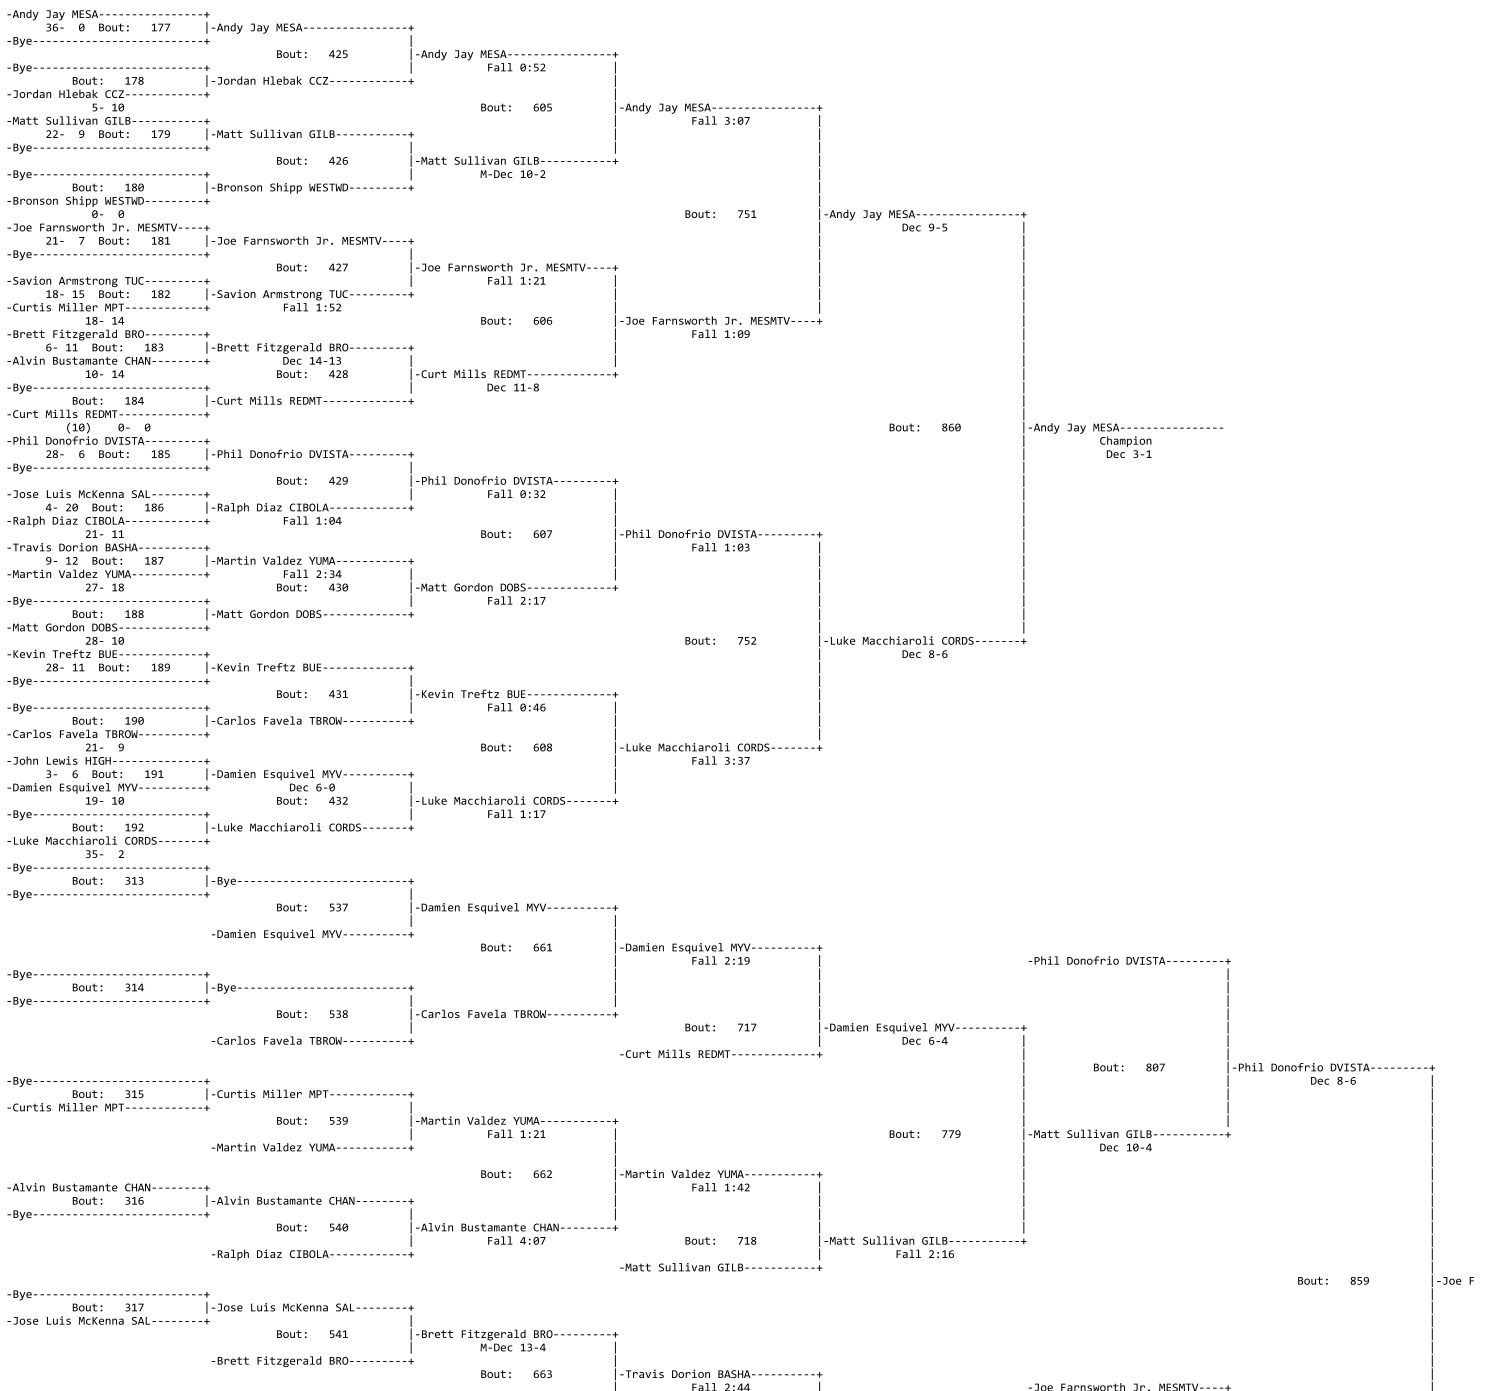 -Andy Jay MESA----------------+
36-  0  Bout:   177     |-Andy Jay MESA----------------+
-Bye--------------------------+                              |
Bout:   425          |-Andy Jay MESA----------------+
-Bye--------------------------+                              |           Fall 0:52
Bout:   178         |-Jordan Hlebak CCZ------------+
-Jordan Hlebak CCZ------------+
5- 10                                                      Bout:   605          |-Andy Jay MESA----------------+
-Matt Sullivan GILB-----------+                                                             |           Fall 3:07
22-  9  Bout:   179     |-Matt Sullivan GILB-----------+
-Bye--------------------------+
Bout:   426          |-Matt Sullivan GILB-----------+
-Bye--------------------------+                              |          M-Dec 10-2
Bout:   180         |-Bronson Shipp WESTWD---------+
-Bronson Shipp WESTWD---------+
0-  0                                                                                     Bout:   751          |-Andy Jay MESA----------------+
-Joe Farnsworth Jr. MESMTV----+                                                                                            |           Dec 9-5
21-  7  Bout:   181     |-Joe Farnsworth Jr. MESMTV----+
-Bye--------------------------+
Bout:   427          |-Joe Farnsworth Jr. MESMTV----+
-Savion Armstrong TUC---------+                              |           Fall 1:21
18- 15  Bout:   182     |-Savion Armstrong TUC---------+
-Curtis Miller MPT------------+           Fall 1:52
18- 14                                                     Bout:   606          |-Joe Farnsworth Jr. MESMTV----+
-Brett Fitzgerald BRO---------+                                                             |           Fall 1:09
6- 11  Bout:   183     |-Brett Fitzgerald BRO---------+
-Alvin Bustamante CHAN--------+           Dec 14-13          |
10- 14                              Bout:   428          |-Curt Mills REDMT-------------+
-Bye--------------------------+                              |           Dec 11-8
Bout:   184         |-Curt Mills REDMT-------------+
-Curt Mills REDMT-------------+
(10)    0-  0                                                                                                                 Bout:   860          |-Andy Jay MESA----------------
-Phil Donofrio DVISTA---------+                                                                                                                           |           Champion
28-  6  Bout:   185     |-Phil Donofrio DVISTA---------+                                                                                                             Dec 3-1
-Bye--------------------------+
Bout:   429          |-Phil Donofrio DVISTA---------+
-Jose Luis McKenna SAL--------+                              |           Fall 0:32
4- 20  Bout:   186     |-Ralph Diaz CIBOLA------------+
-Ralph Diaz CIBOLA------------+           Fall 1:04
21- 11                                                     Bout:   607          |-Phil Donofrio DVISTA---------+
-Travis Dorion BASHA----------+                                                             |           Fall 1:03
9- 12  Bout:   187     |-Martin Valdez YUMA-----------+
-Martin Valdez YUMA-----------+           Fall 2:34          |
27- 18                              Bout:   430          |-Matt Gordon DOBS-------------+
-Bye--------------------------+                              |           Fall 2:17
Bout:   188         |-Matt Gordon DOBS-------------+
-Matt Gordon DOBS-------------+
28- 10                                                                                    Bout:   752          |-Luke Macchiaroli CORDS-------+
-Kevin Treftz BUE-------------+                                                                                            |           Dec 8-6
28- 11  Bout:   189     |-Kevin Treftz BUE-------------+
-Bye--------------------------+
Bout:   431          |-Kevin Treftz BUE-------------+
-Bye--------------------------+                              |           Fall 0:46
Bout:   190         |-Carlos Favela TBROW----------+
-Carlos Favela TBROW----------+
21-  9                                                     Bout:   608          |-Luke Macchiaroli CORDS-------+
-John Lewis HIGH--------------+                                                             |           Fall 3:37
3-  6  Bout:   191     |-Damien Esquivel MYV----------+
-Damien Esquivel MYV----------+            Dec 6-0           |
19- 10                              Bout:   432          |-Luke Macchiaroli CORDS-------+
-Bye--------------------------+                              |           Fall 1:17
Bout:   192         |-Luke Macchiaroli CORDS-------+
-Luke Macchiaroli CORDS-------+
35-  2
-Bye--------------------------+
Bout:   313         |-Bye--------------------------+
-Bye--------------------------+
Bout:   537          |-Damien Esquivel MYV----------+
-Damien Esquivel MYV----------+
Bout:   661          |-Damien Esquivel MYV----------+
Fall 2:19          |                              -Phil Donofrio DVISTA---------+
-Bye--------------------------+
Bout:   314         |-Bye--------------------------+
-Bye--------------------------+
Bout:   538          |-Carlos Favela TBROW----------+
Bout:   717          |-Damien Esquivel MYV----------+
-Carlos Favela TBROW----------+                                                             |           Dec 6-4
-Curt Mills REDMT-------------+
Bout:   807          |-Phil Donofrio DVISTA---------+
-Bye--------------------------+                                                                                                                           |           Dec 8-6
Bout:   315         |-Curtis Miller MPT------------+
-Curtis Miller MPT------------+
Bout:   539          |-Martin Valdez YUMA-----------+
Fall 1:21          |                                        Bout:   779          |-Matt Sullivan GILB-----------+
-Martin Valdez YUMA-----------+                                                                                            |           Dec 10-4
Bout:   662          |-Martin Valdez YUMA-----------+
-Alvin Bustamante CHAN--------+                                                             |           Fall 1:42
Bout:   316         |-Alvin Bustamante CHAN--------+
-Bye--------------------------+
Bout:   540          |-Alvin Bustamante CHAN--------+
Fall 4:07          |         Bout:   718          |-Matt Sullivan GILB-----------+
-Ralph Diaz CIBOLA------------+                                                             |          Fall 2:16
-Matt Sullivan GILB-----------+
Bout:   859          |-Joe F
-Bye--------------------------+
Bout:   317         |-Jose Luis McKenna SAL--------+
-Jose Luis McKenna SAL--------+
Bout:   541          |-Brett Fitzgerald BRO---------+
M-Dec 13-4
-Brett Fitzgerald BRO---------+
Bout:   663          |-Travis Dorion BASHA----------+
Fall 2:44          |                              -Joe Farnsworth Jr. MESMTV----+